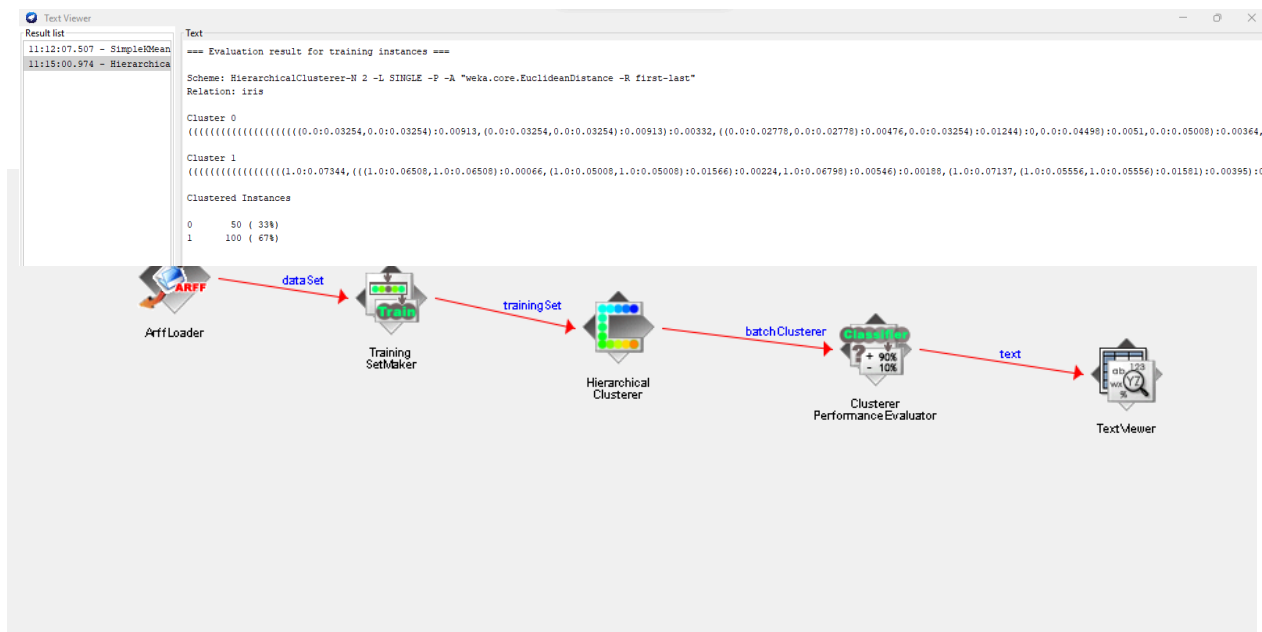 Text Viewer
Result list
11:12:07.507 - SimpleKMean
11:15:00.974 - Hierarchica
Text
=== Evaluation result for training instances ===
Scheme: HierarchicalClusterer-N 2 -L SINGLE -P -A "weka.core.EuclideanDistance -R first-last"
Relation: iris
Cluster 0
((((((((((((((((((((((0.0:0.03254,0.0:0.03254):0.00913,(0.0:0.03254,0.0:0.03254):0.00913):0.00332,((0.0:0.02778,0.0:0.02778):0.00476,0.0:0.03254):0.01244):0,0.0:0.04498):0.0051,0.0:0.05008):0.00364,
Cluster 1
((((((((((((((((((1.0:0.07344,(((1.0:0.06508,1.0:0.06508):0.00066,(1.0:0.05008,1.0:0.05008):0.01566):0.00224,1.0:0.06798):0.00546):0.00188,(1.0:0.07137,(1.0:0.05556,1.0:0.05556):0.01581):0.00395):0
Clustered Instances
0 50 ( 33%)
1 100 ( 67%)
ARFF
ArffLoader
dataSet
Train
Training
SetMaker
trainingSet
Hierarchical
Clusterer
batchClusterer
Classifier
? + 90%
- 10%
Clusterer
PerformanceEvaluator
text
ab 123
wx YZ
%
TextViewer